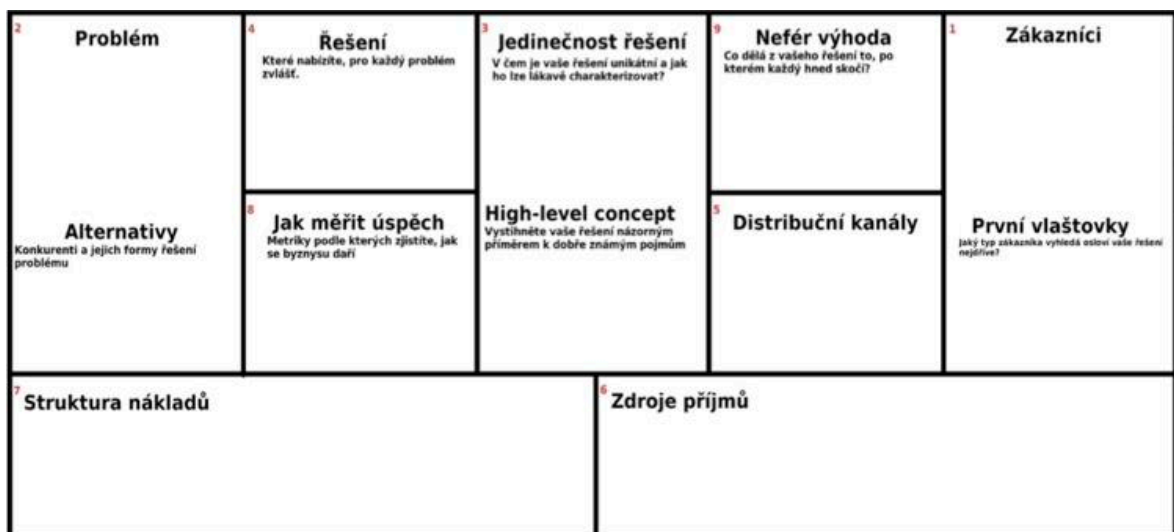 2
Problém
Alternativy
Konkurenti a jejich formy řešení
problému
4
Řešení
Které nabízíte, pro každý problém
zvlášť.
8
Jak měřit úspěch
Metriky podle kterých zjistíte, jak
se byznysu daří
3
Jedinečnost řešení
V čem je vaše řešení unikátní a jak
ho lze lákavě charakterizovat?
High-level concept
Vystihněte vaše řešení názorným
příměrem k dobře známým pojmům
9
Nefér výhoda
Co dělá z vašeho řešení to, po
kterém každý hned skočí?
5
Distribuční kanály
1
Zákazníci
První vlaštovky
Jaký typ zákazníka vyhledá osloví vaše řešení
nejdříve?
7
Struktura nákladů
6
Zdroje příjmů